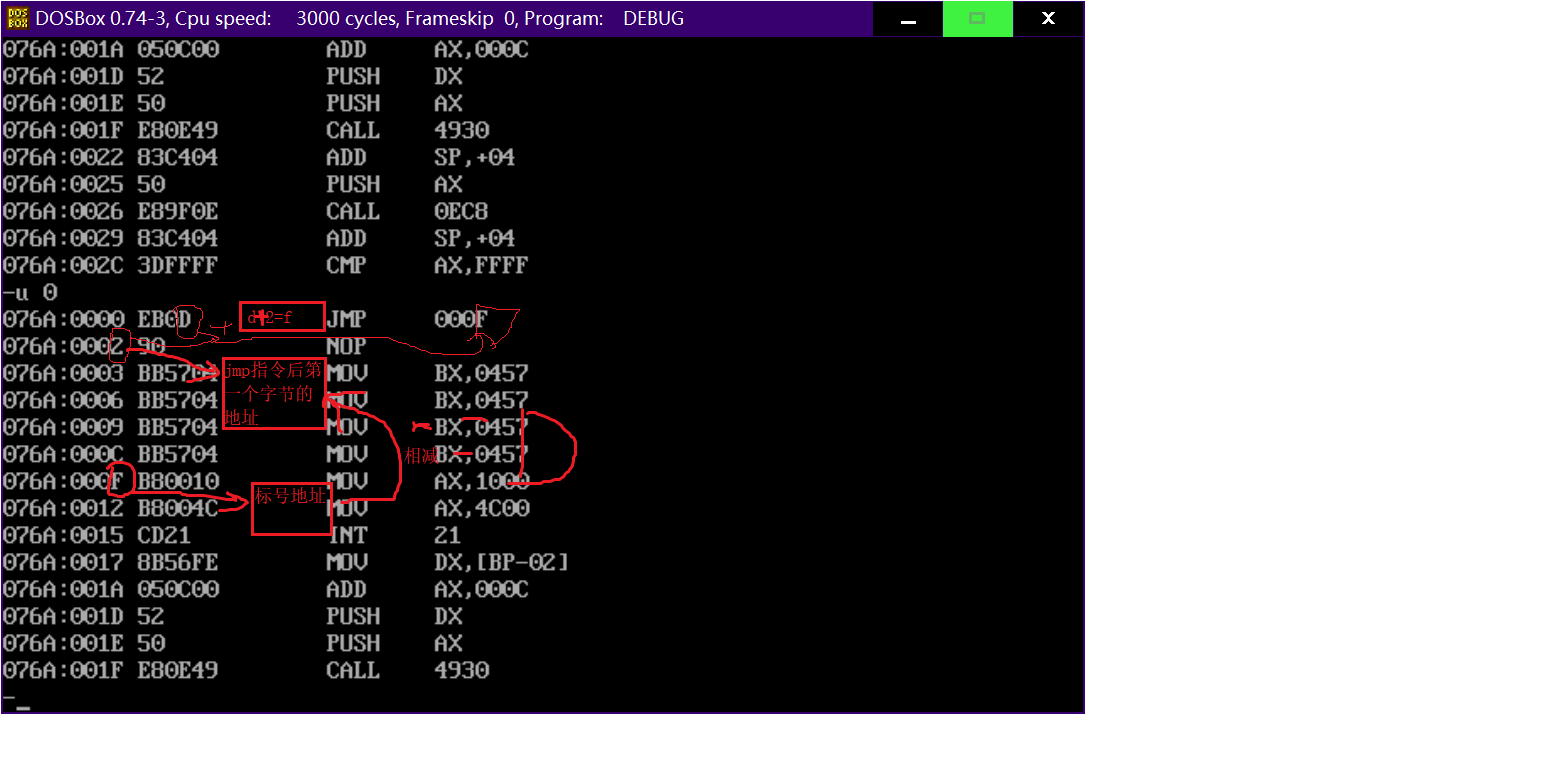 DOSBox 0.74-3, Cpu speed: 3000 cycles, Frameskip 0, Program: DEBUG
076A:001A 050C00 ADD AX,000C
076A:001D 52 PUSH DX
076A:001E 50 PUSH AX
076A:001F E80E49 CALL 4930
076A:0022 83C404 ADD SP,+04
076A:0025 50 PUSH AX
076A:0026 E89F0E CALL 0EC8
076A:0029 83C404 ADD SP,+04
076A:002C 3DFFFF CMP AX,FFFF
-u 0
076A:0000 EB0D + d+2=f JMP 000F
076A:0002 90 NOP
076A:0003 BB5704 MOV BX,0457
076A:0006 BB5704 MOV BX,0457
076A:0009 BB5704 MOV BX,0457
076A:000C BB5704 MOV BX,0457
076A:000F B80010 MOV AX,1000
076A:0012 B8004C MOV AX,4C00
076A:0015 CD21 INT 21
076A:0017 8B56FE MOV DX,[BP-02]
076A:001A 050C00 ADD AX,000C
076A:001D 52 PUSH DX
076A:001E 50 PUSH AX
076A:001F E80E49 CALL 4930
-
jmp指令后第
一个字节的
地址
相减
标号地址